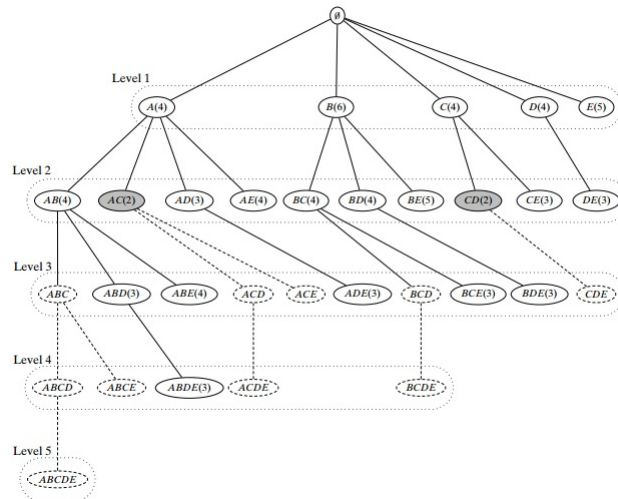 ∅
Level 1
A(4) B(6) C(4) D(4) E(5)
Level 2
AB(4) AC(2) AD(3) AE(4) BC(4) BD(4) BE(5) CD(2) CE(3) DE(3)
Level 3
ABC ABD(3) ABE(4) ACD ACE ADE(3) BCD BCE(3) BDE(3) CDE
Level 4
ABCD ABCE ABDE(3) ACDE BCDE
Level 5
ABCDE